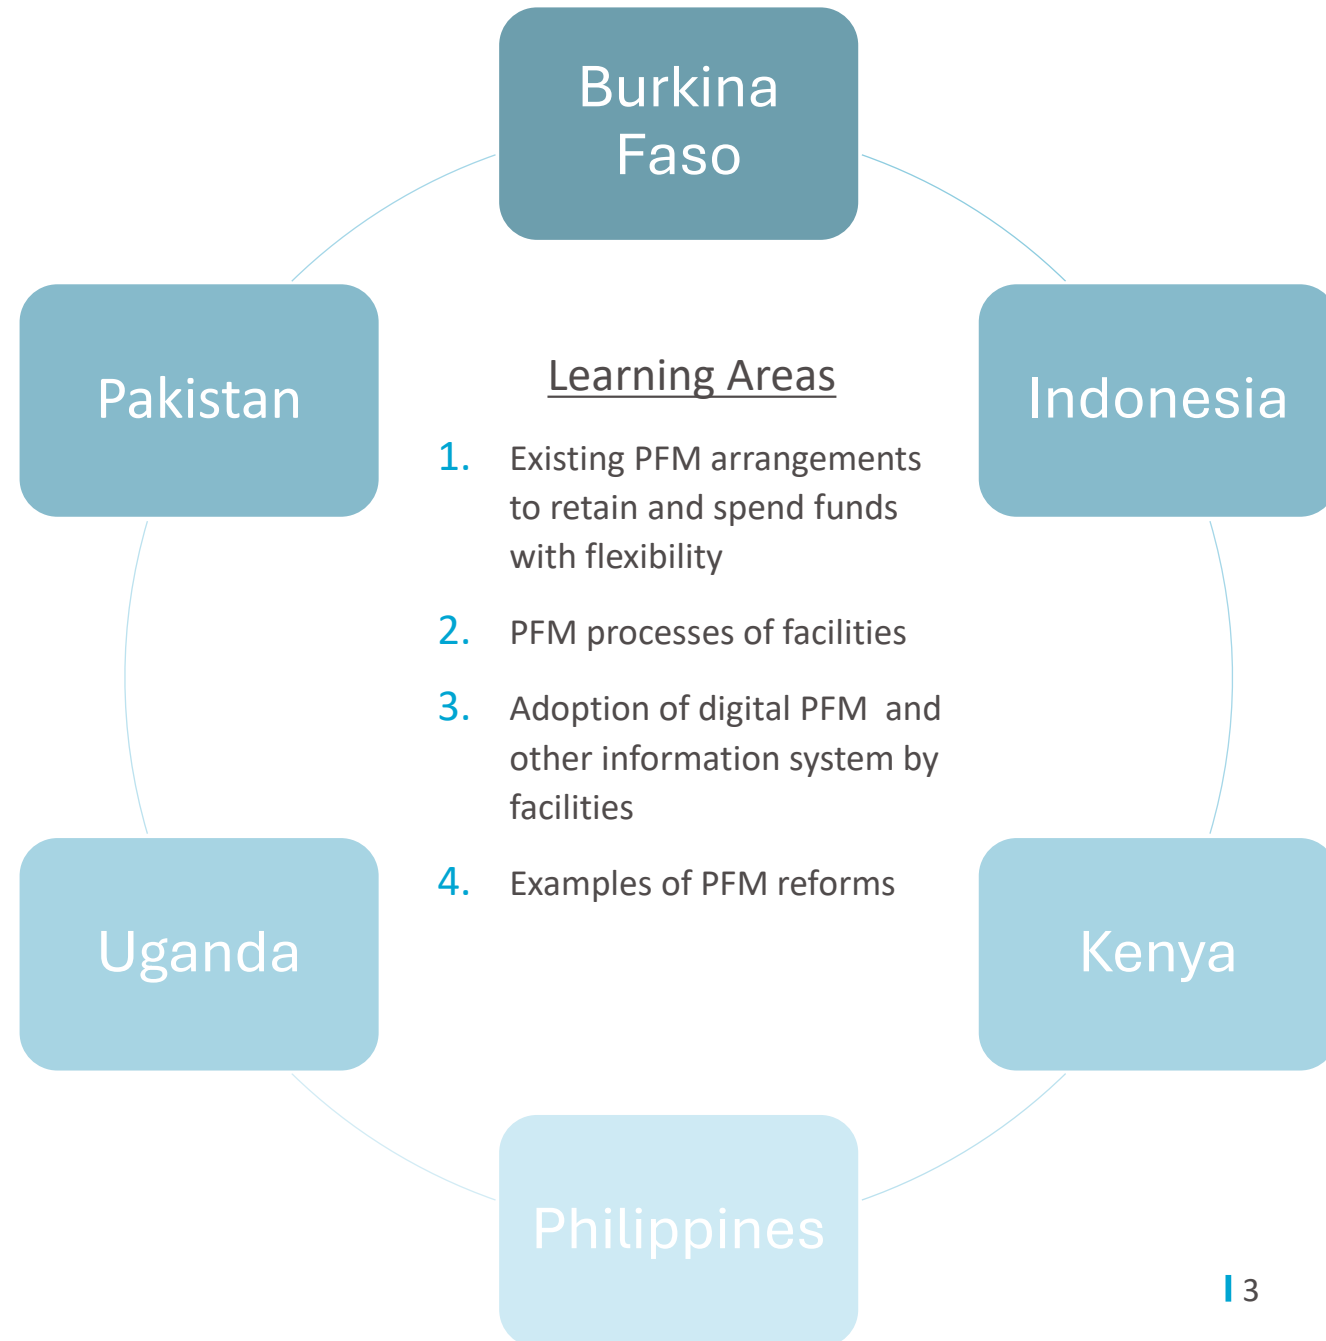 Burkina
Faso
Pakistan
Indonesia
Learning Areas
1. Existing PFM arrangements
to retain and spend funds
with flexibility
2. PFM processes of facilities
3. Adoption of digital PFM  and
other information system by
facilities
4. Examples of PFM reforms
Uganda
Kenya
Philippines
3